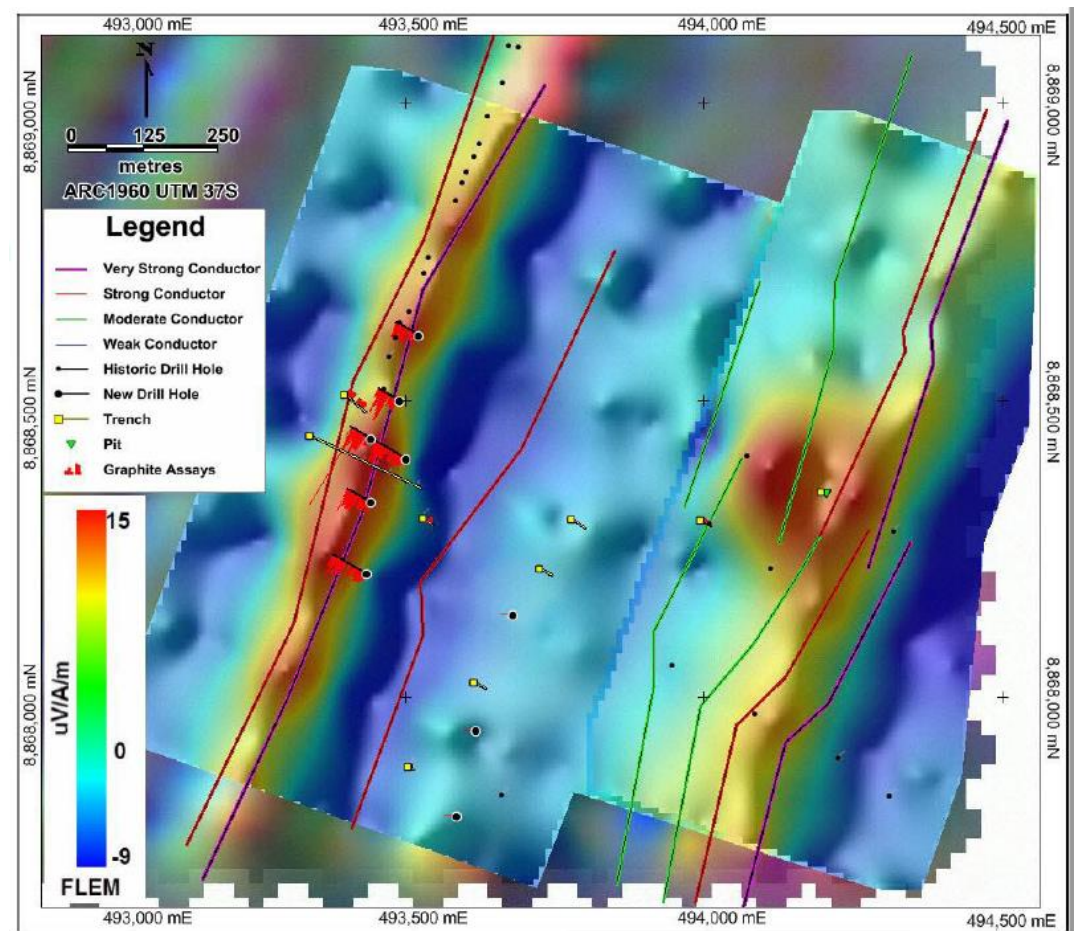 493,000 mE
493,500 mE
494,000 mE
494,500 mE
N
8,869,000 mN
8,869,000 mN
0 125 250
metres
ARC1960 UTM 37S
Legend
Very Strong Conductor
Strong Conductor
Moderate Conductor
Weak Conductor
Historic Drill Hole
New Drill Hole
Trench
Pit
Graphite Assays
8,868,500 mN
8,868,500 mN
15
uV/A/m
0
-9
FLEM
8,868,000 mN
8,868,000 mN
493,000 mE
493,500 mE
494,000 mE
494,500 mE